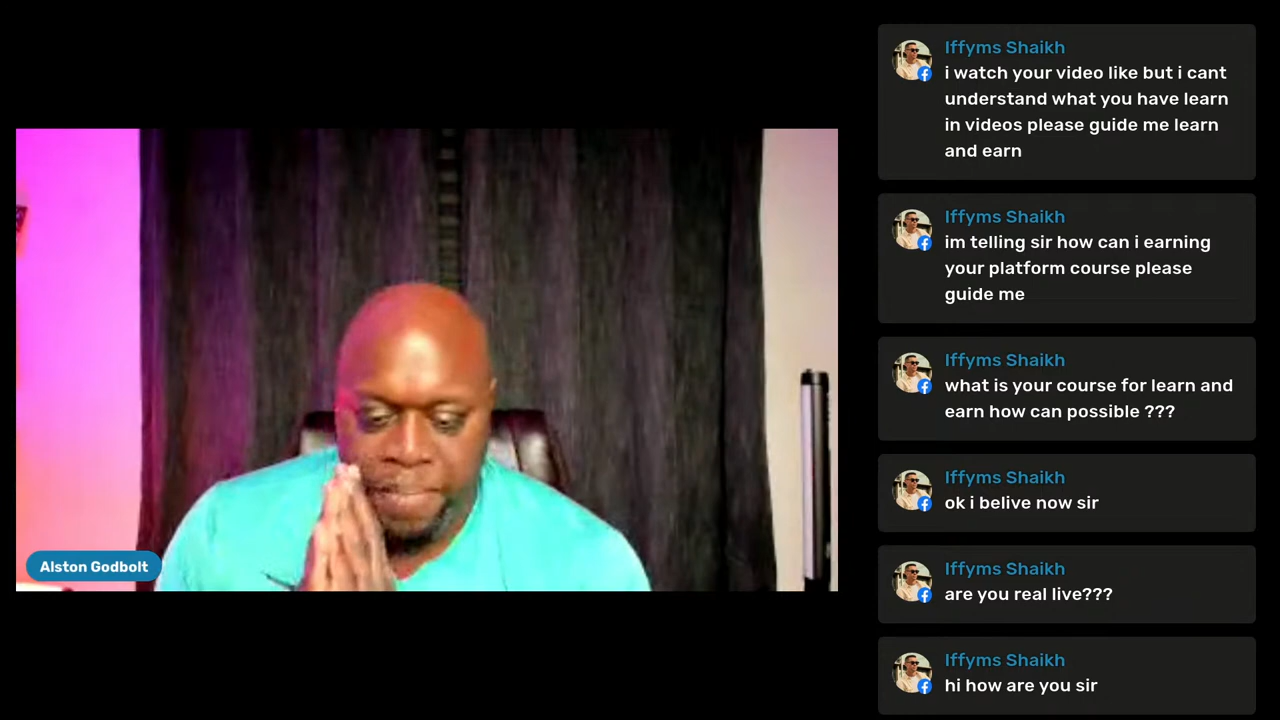 Iffyms Shaikh
i watch your video like but i cant
understand what you have learn
in videos please guide me learn
and earn
Iffyms Shaikh
im telling sir how can i earning
your platform course please
guide me
Iffyms Shaikh
what is your course for learn and
earn how can possible ???
Iffyms Shaikh
ok i belive now sir
Iffyms Shaikh
are you real live???
Iffyms Shaikh
hi how are you sir
Alston Godbolt